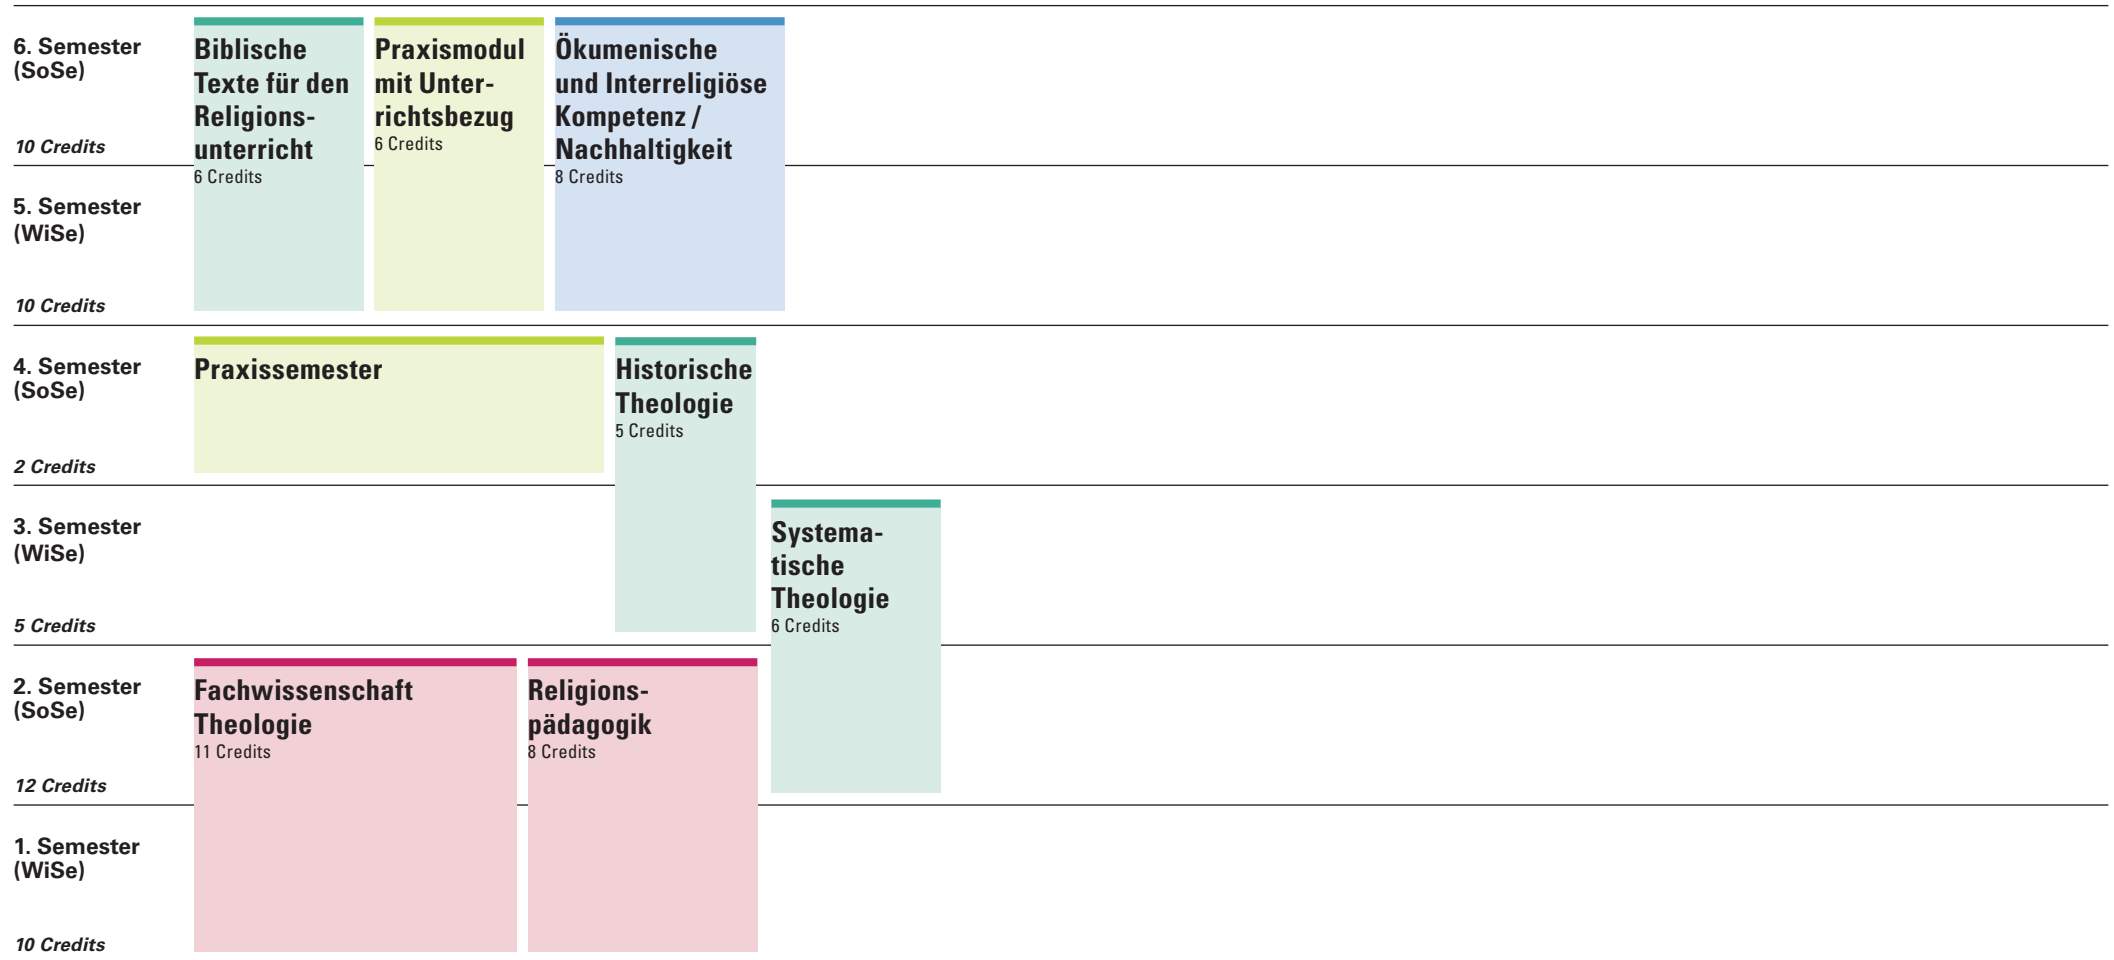 6. Semester
(SoSe)
10 Credits
Biblische
Texte für den
Religions-
unterricht
6 Credits
Praxismodul
mit Unter-
richtsbezug
6 Credits
Ökumenische
und Interreligiöse
Kompetenz /
Nachhaltigkeit
8 Credits
5. Semester
(WiSe)
10 Credits
4. Semester
(SoSe)
2 Credits
Praxissemester
Historische
Theologie
5 Credits
3. Semester
(WiSe)
5 Credits
Systema-
tische
Theologie
6 Credits
2. Semester
(SoSe)
12 Credits
Fachwissenschaft
Theologie
11 Credits
Religions-
pädagogik
8 Credits
1. Semester
(WiSe)
10 Credits